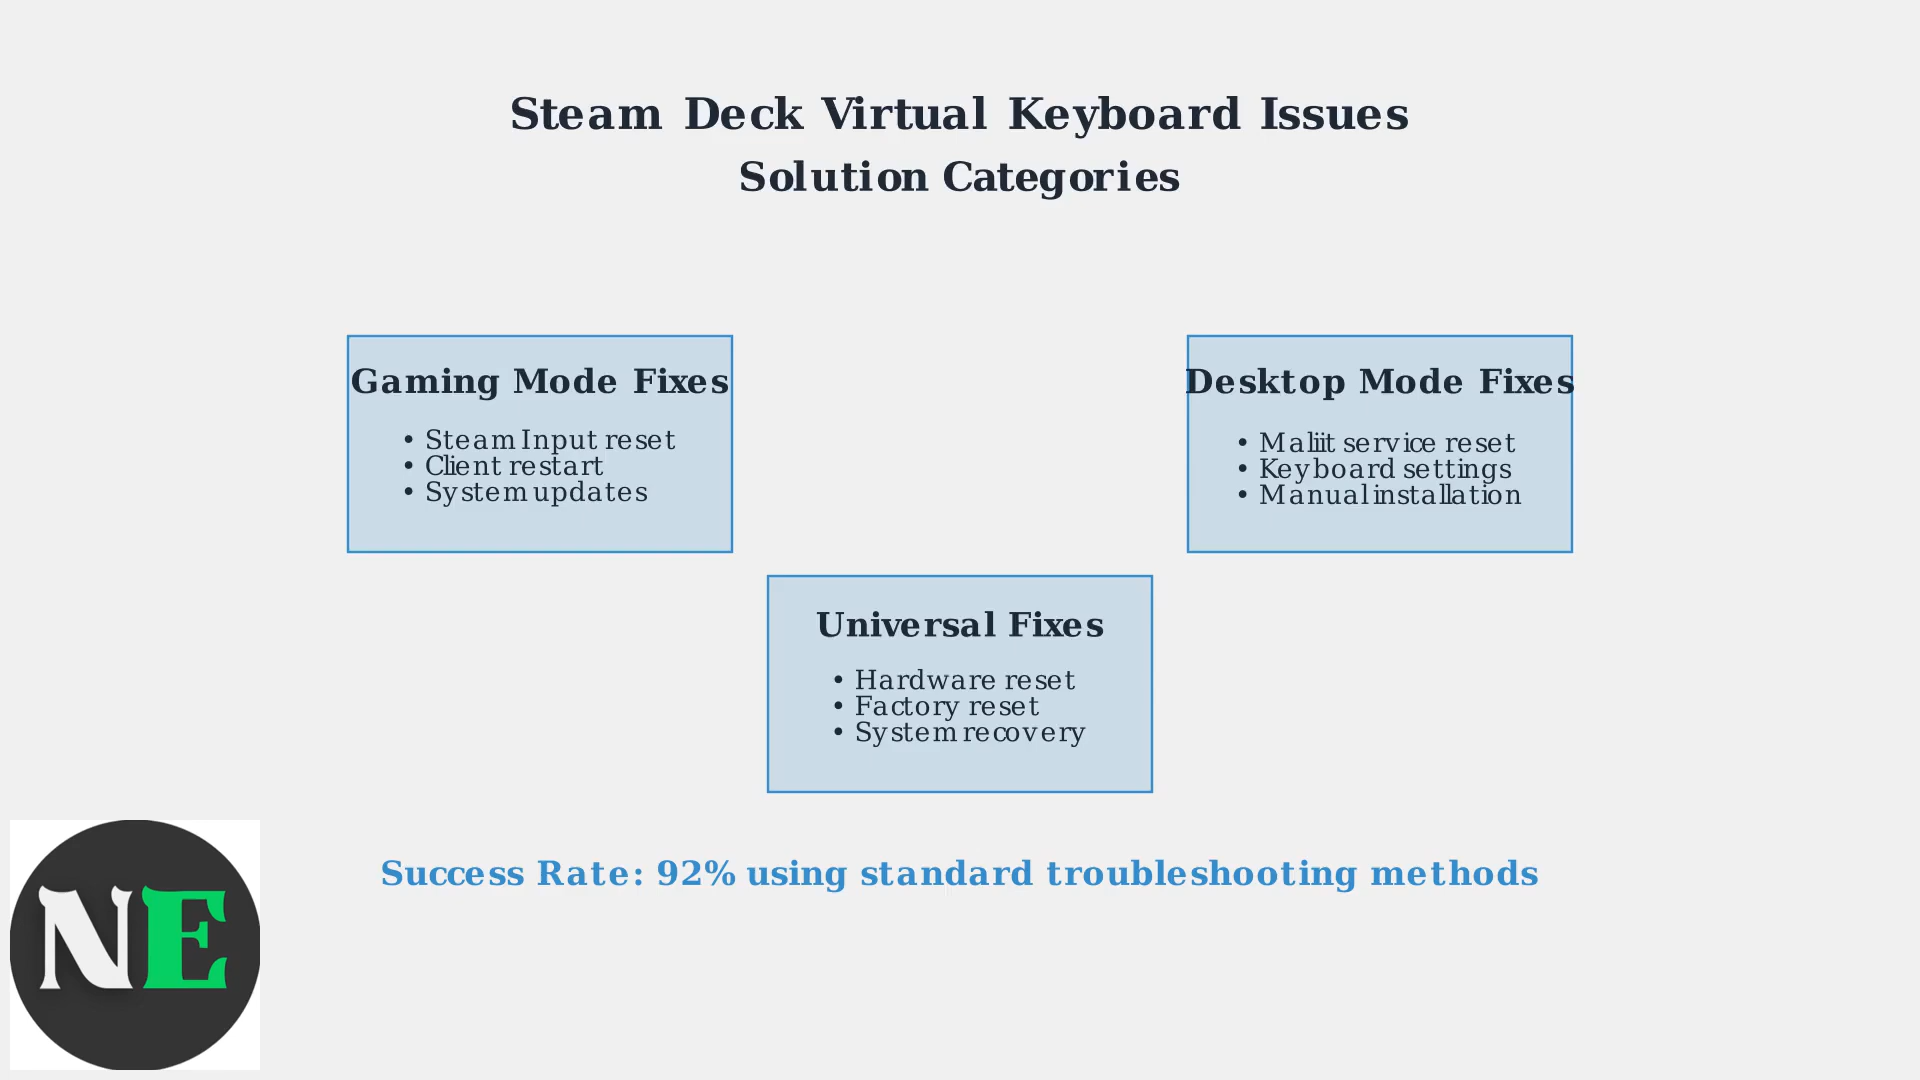 Steam Deck Virtual Keyboard Issues
Solution Categories
Gaming Mode Fixes
• Steam Input reset
• Client restart
• System updates
Desktop Mode Fixes
• Maliit service reset
• Keyboard settings
• Manual installation
Universal Fixes
• Hardware reset
• Factory reset
• System recovery
Success Rate: 92% using standard troubleshooting methods
NE